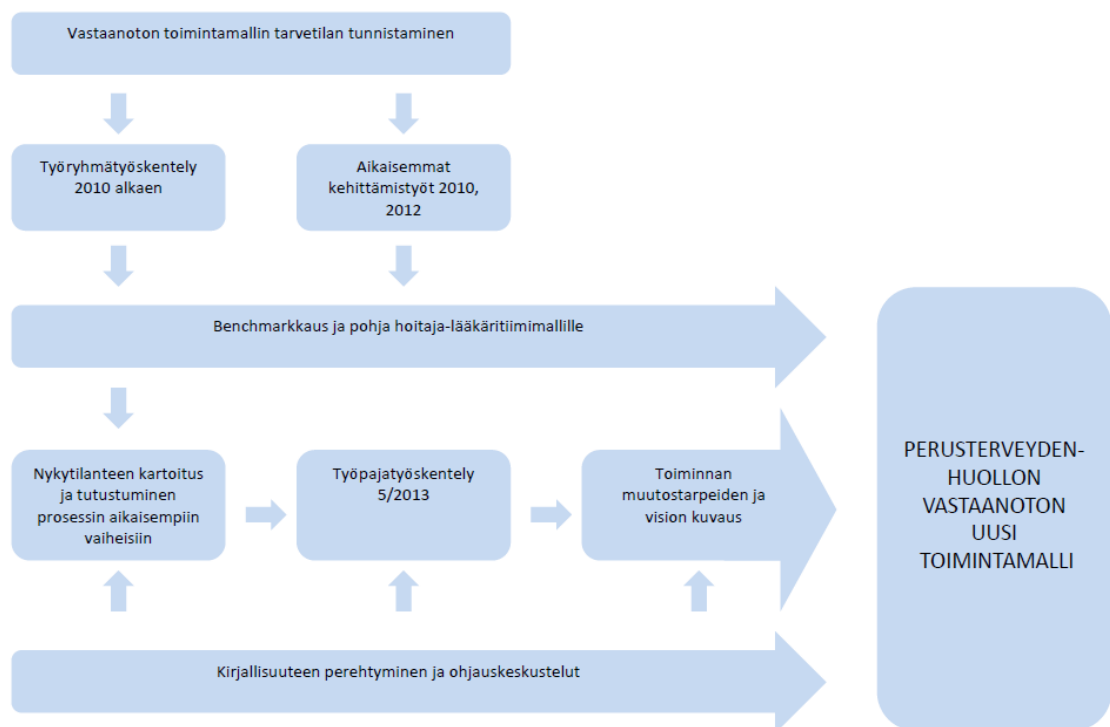 Vastaanoton toimintamallin tarvetilan tunnistaminen
Työryhmätyöskentely
2010 alkaen
Aikaisemmat
kehittämistyöt 2010,
2012
Benchmarkkaus ja pohja hoitaja-lääkäritiimimallille
Nykytilanteen kartoitus
ja tutustuminen
prosessin aikaisempiin
vaiheisiin
Työpajatyöskentely
5/2013
Toiminnan
muutostarpeiden ja
vision kuvaus
Kirjallisuuteen perehtyminen ja ohjauskeskustelut
PERUSTERVEYDEN-
HUOLLON
VASTAANOTON
UUSI
TOIMINTAMALLI